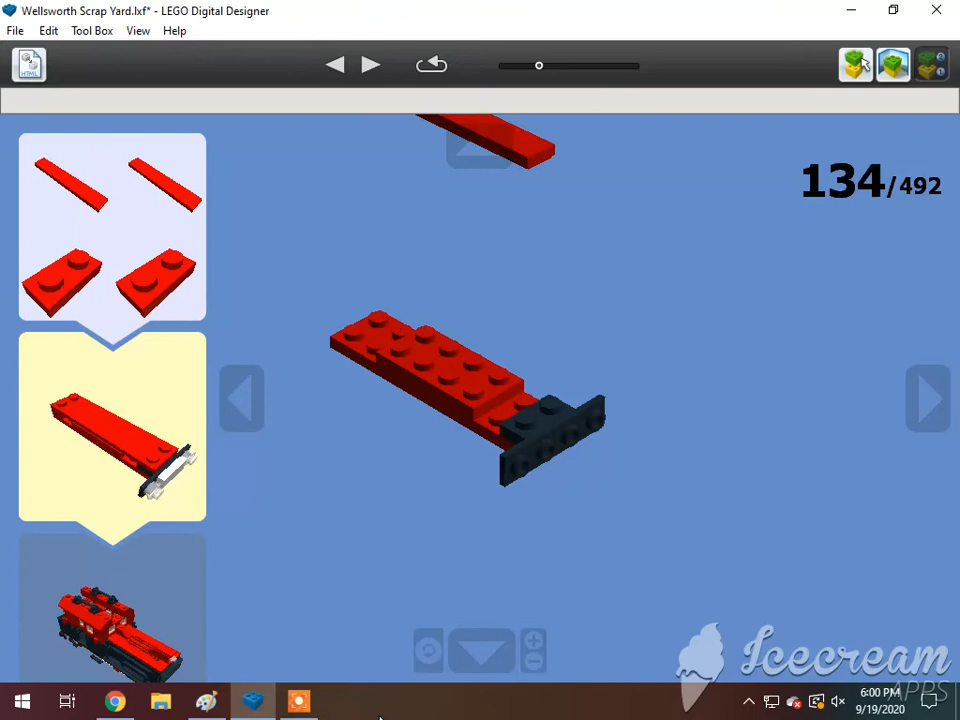 Wellsworth Scrap Yard.lxf* - LEGO Digital Designer
File Edit Tool Box View Help
HTML
134/492
Icecream
APPS
6:00 PM
9/19/2020